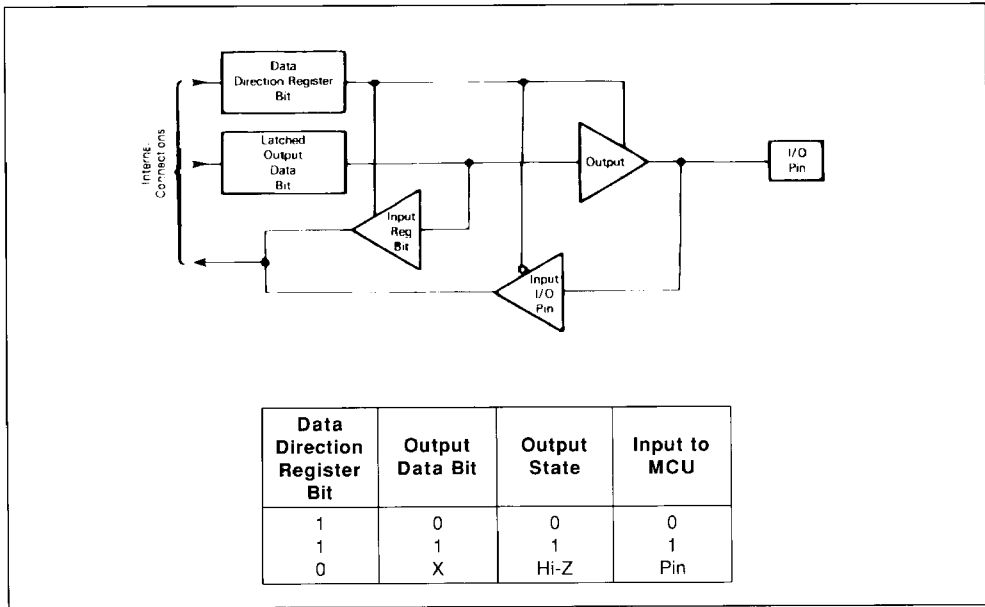 Data
Direction Register
Bit
Latched
Output
Data
Bit
Interna
Connections
Input
Reg
Bit
Output
Input
I/O
Pin
I/O
Pin
Data
Direction
Register
Bit
Output
Data Bit
Output
State
Input to
MCU
1 0 0 0
1 1 1 1
0 X Hi-Z Pin